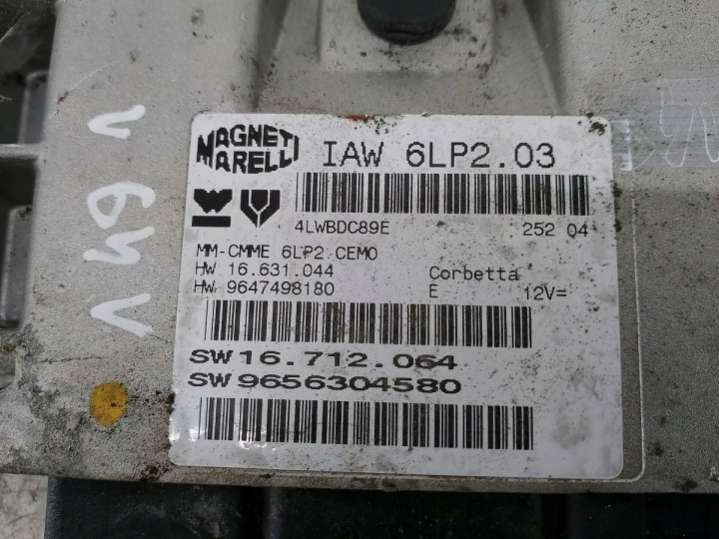 MAGNETI MARELLI
IAW 6LP2.03
4LWBDC89E 252 04
MM-CMME 6LP2 CEMO
HW 16.631.044 Corbetta
HW 9647498180 E 12V=
SW 16.712.064
SW 9656304580
V 64 V